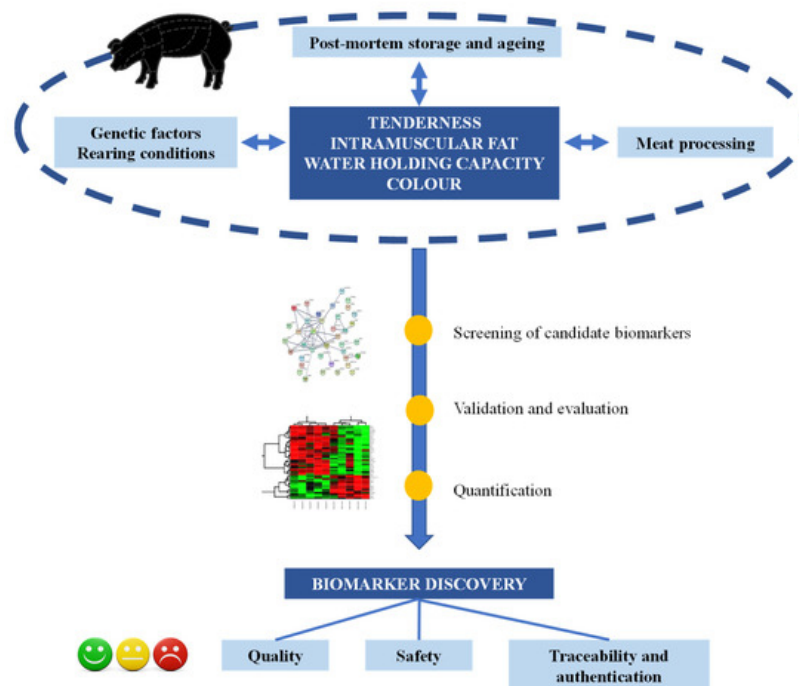 Post-mortem storage and ageing
Genetic factors
Rearing conditions
TENDERNESS
INTRAMUSCULAR FAT
WATER HOLDING CAPACITY
COLOUR
Meat processing
Screening of candidate biomarkers
Validation and evaluation
Quantification
BIOMARKER DISCOVERY
Quality
Safety
Traceability and
authentication